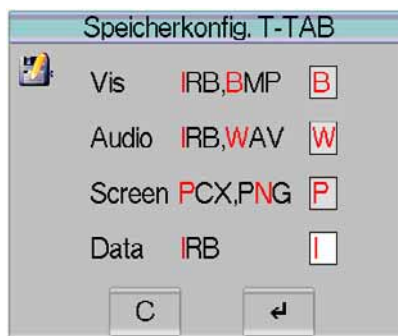 Speicherkonfig. T-TAB
Vis IRB,BMP B
Audio IRB,WAV W
Screen PCX,PNG P
Data IRB I
C ↵